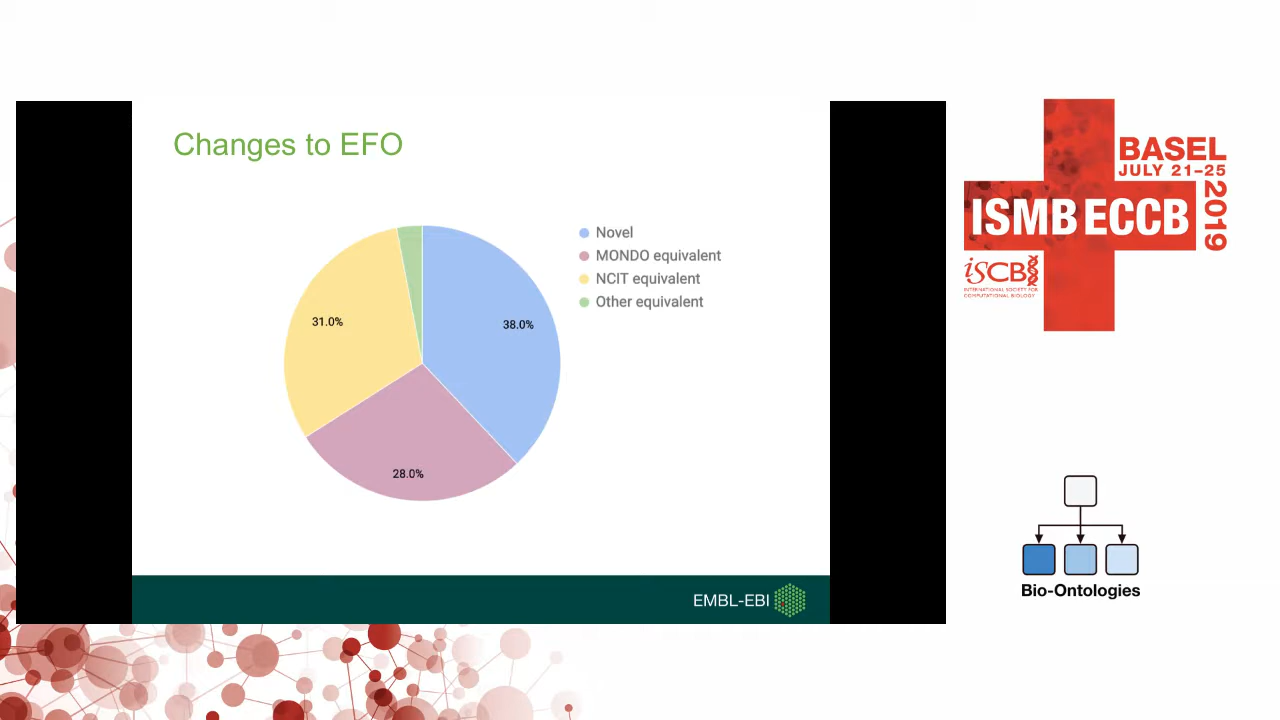 Changes to EFO
Novel
MONDO equivalent
NCIT equivalent
Other equivalent
31.0%
38.0%
28.0%
EMBL-EBI
BASEL
JULY 21–25
2019
ISMB ECCB
iSCB
INTERNATIONAL SOCIETY FOR
COMPUTATIONAL BIOLOGY
Bio-Ontologies